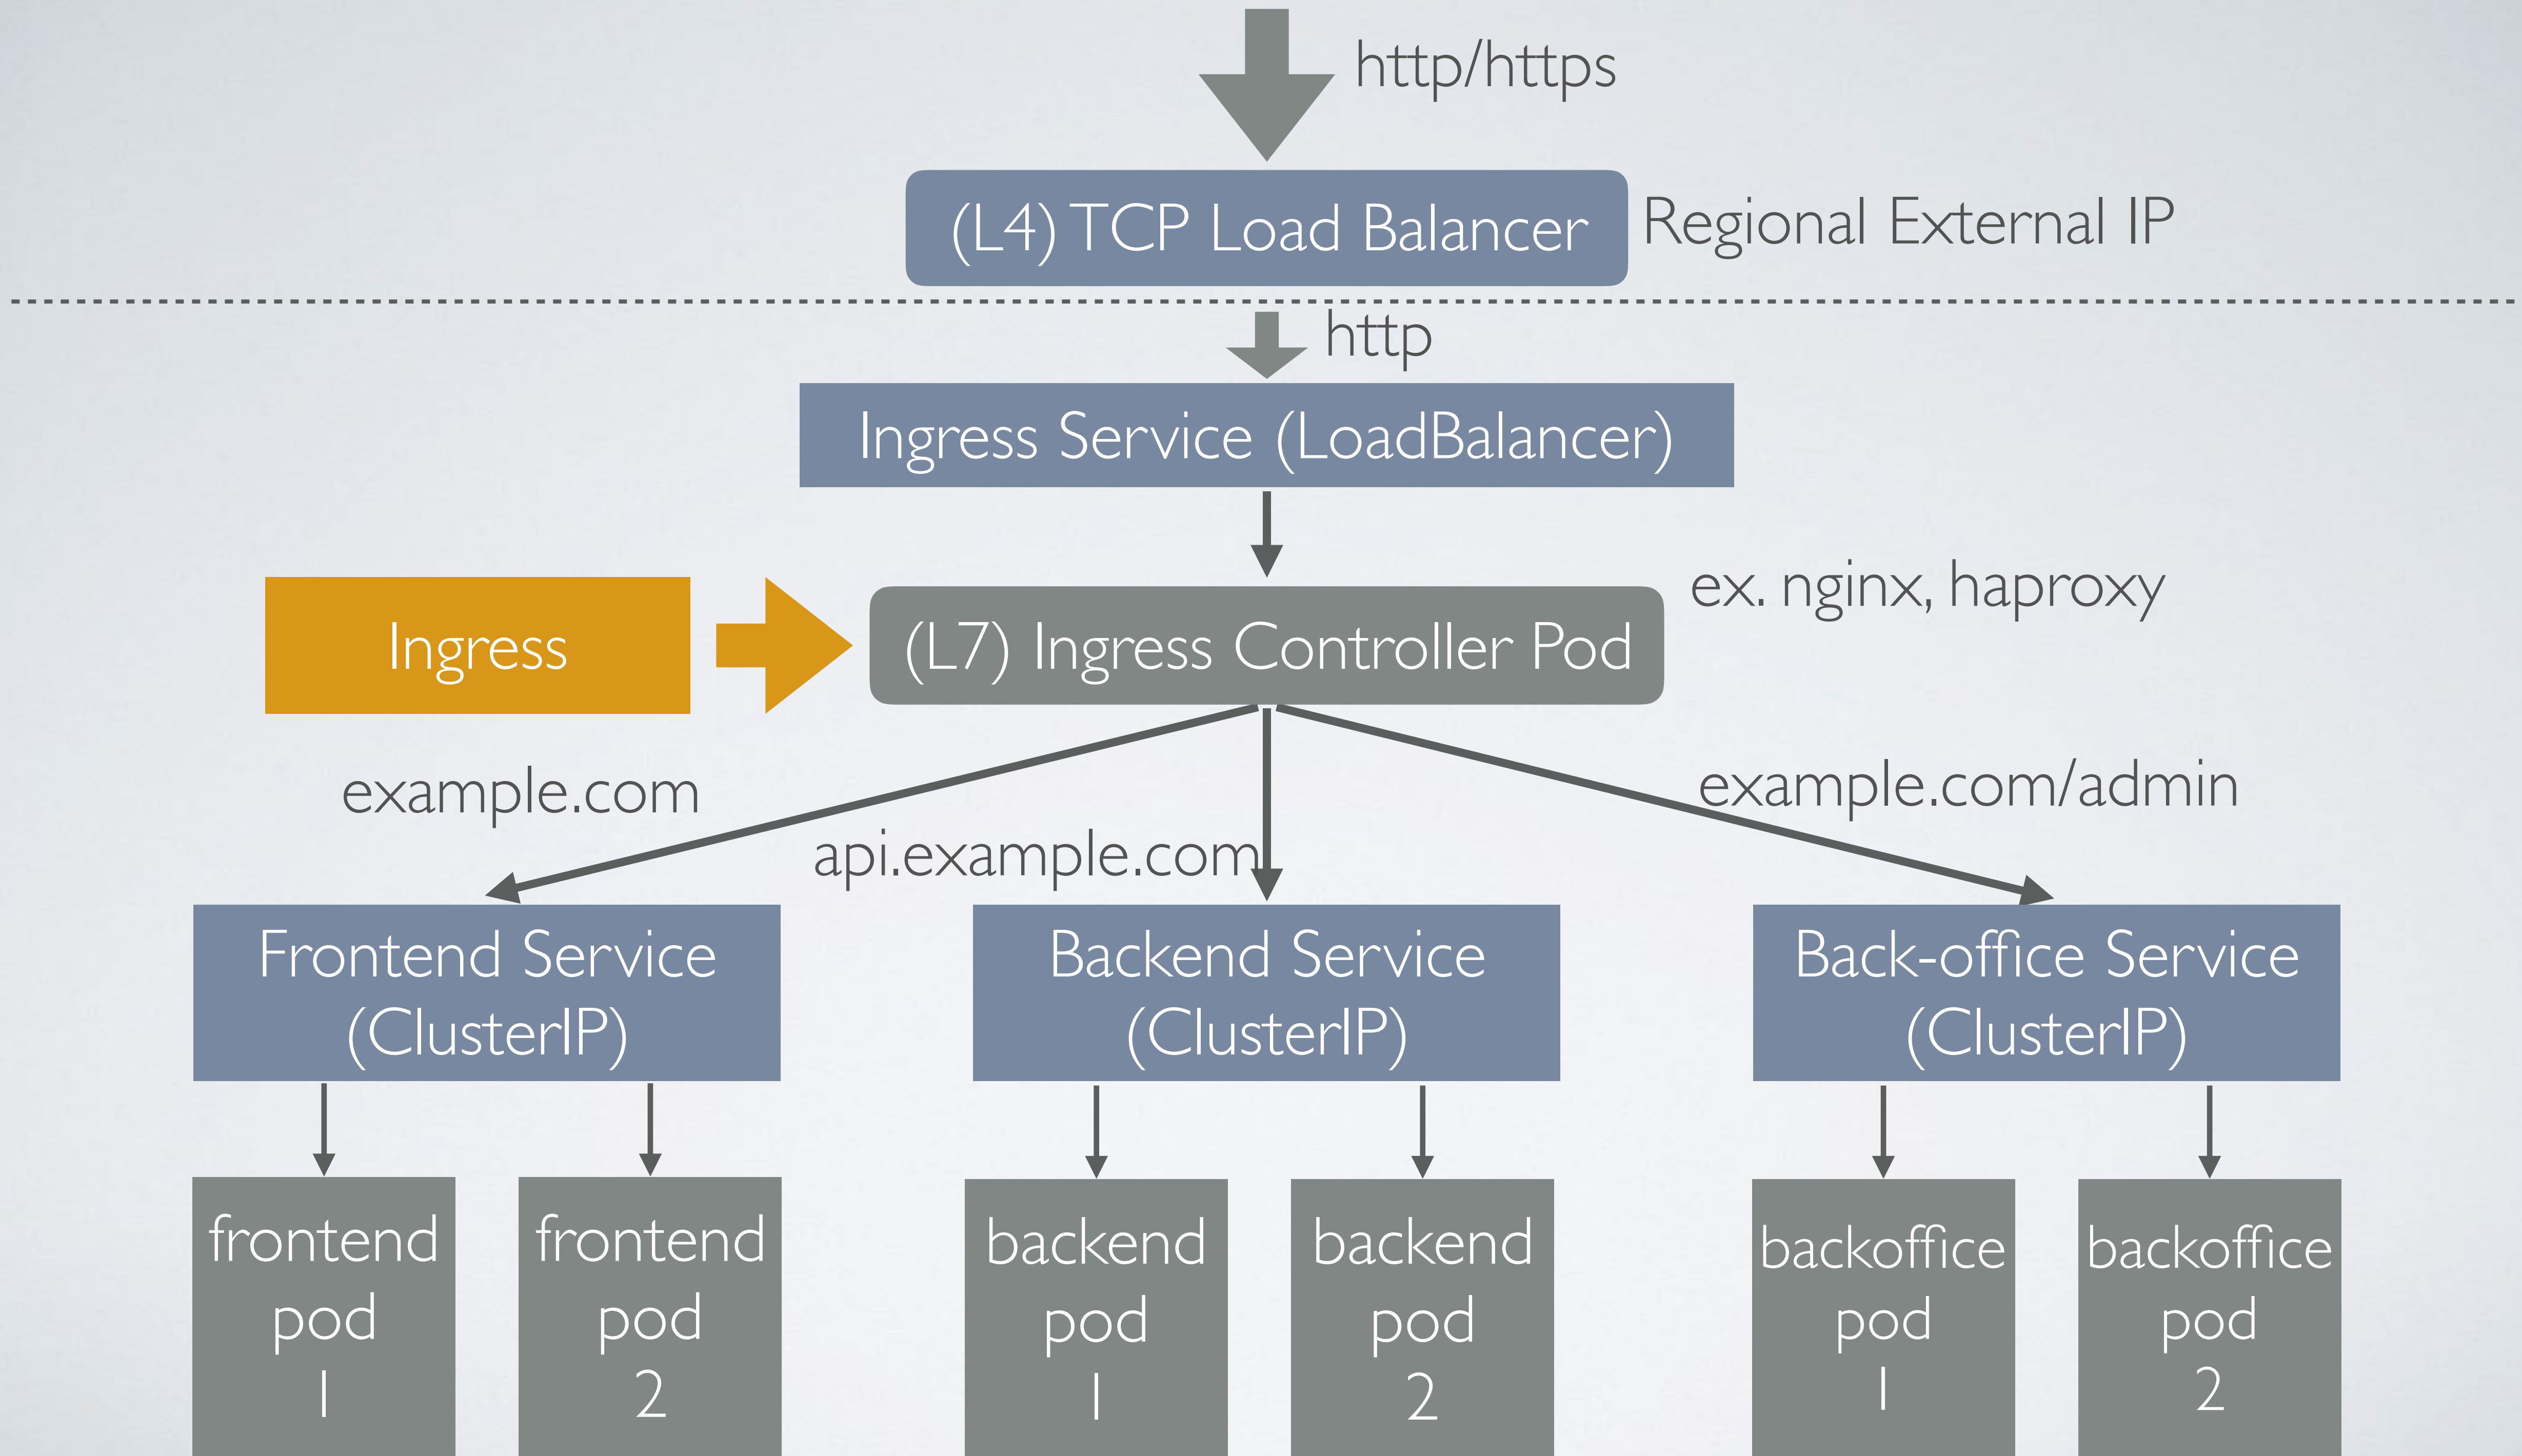 http/https
(L4) TCP Load Balancer
Regional External IP
http
Ingress Service (LoadBalancer)
ex. nginx, haproxy
Ingress
(L7) Ingress Controller Pod
example.com
example.com/admin
api.example.com
Frontend Service
(ClusterIP)
Backend Service
(ClusterIP)
Back-office Service
(ClusterIP)
frontend
pod
1
frontend
pod
2
backend
pod
1
backend
pod
2
backoffice
pod
1
backoffice
pod
2